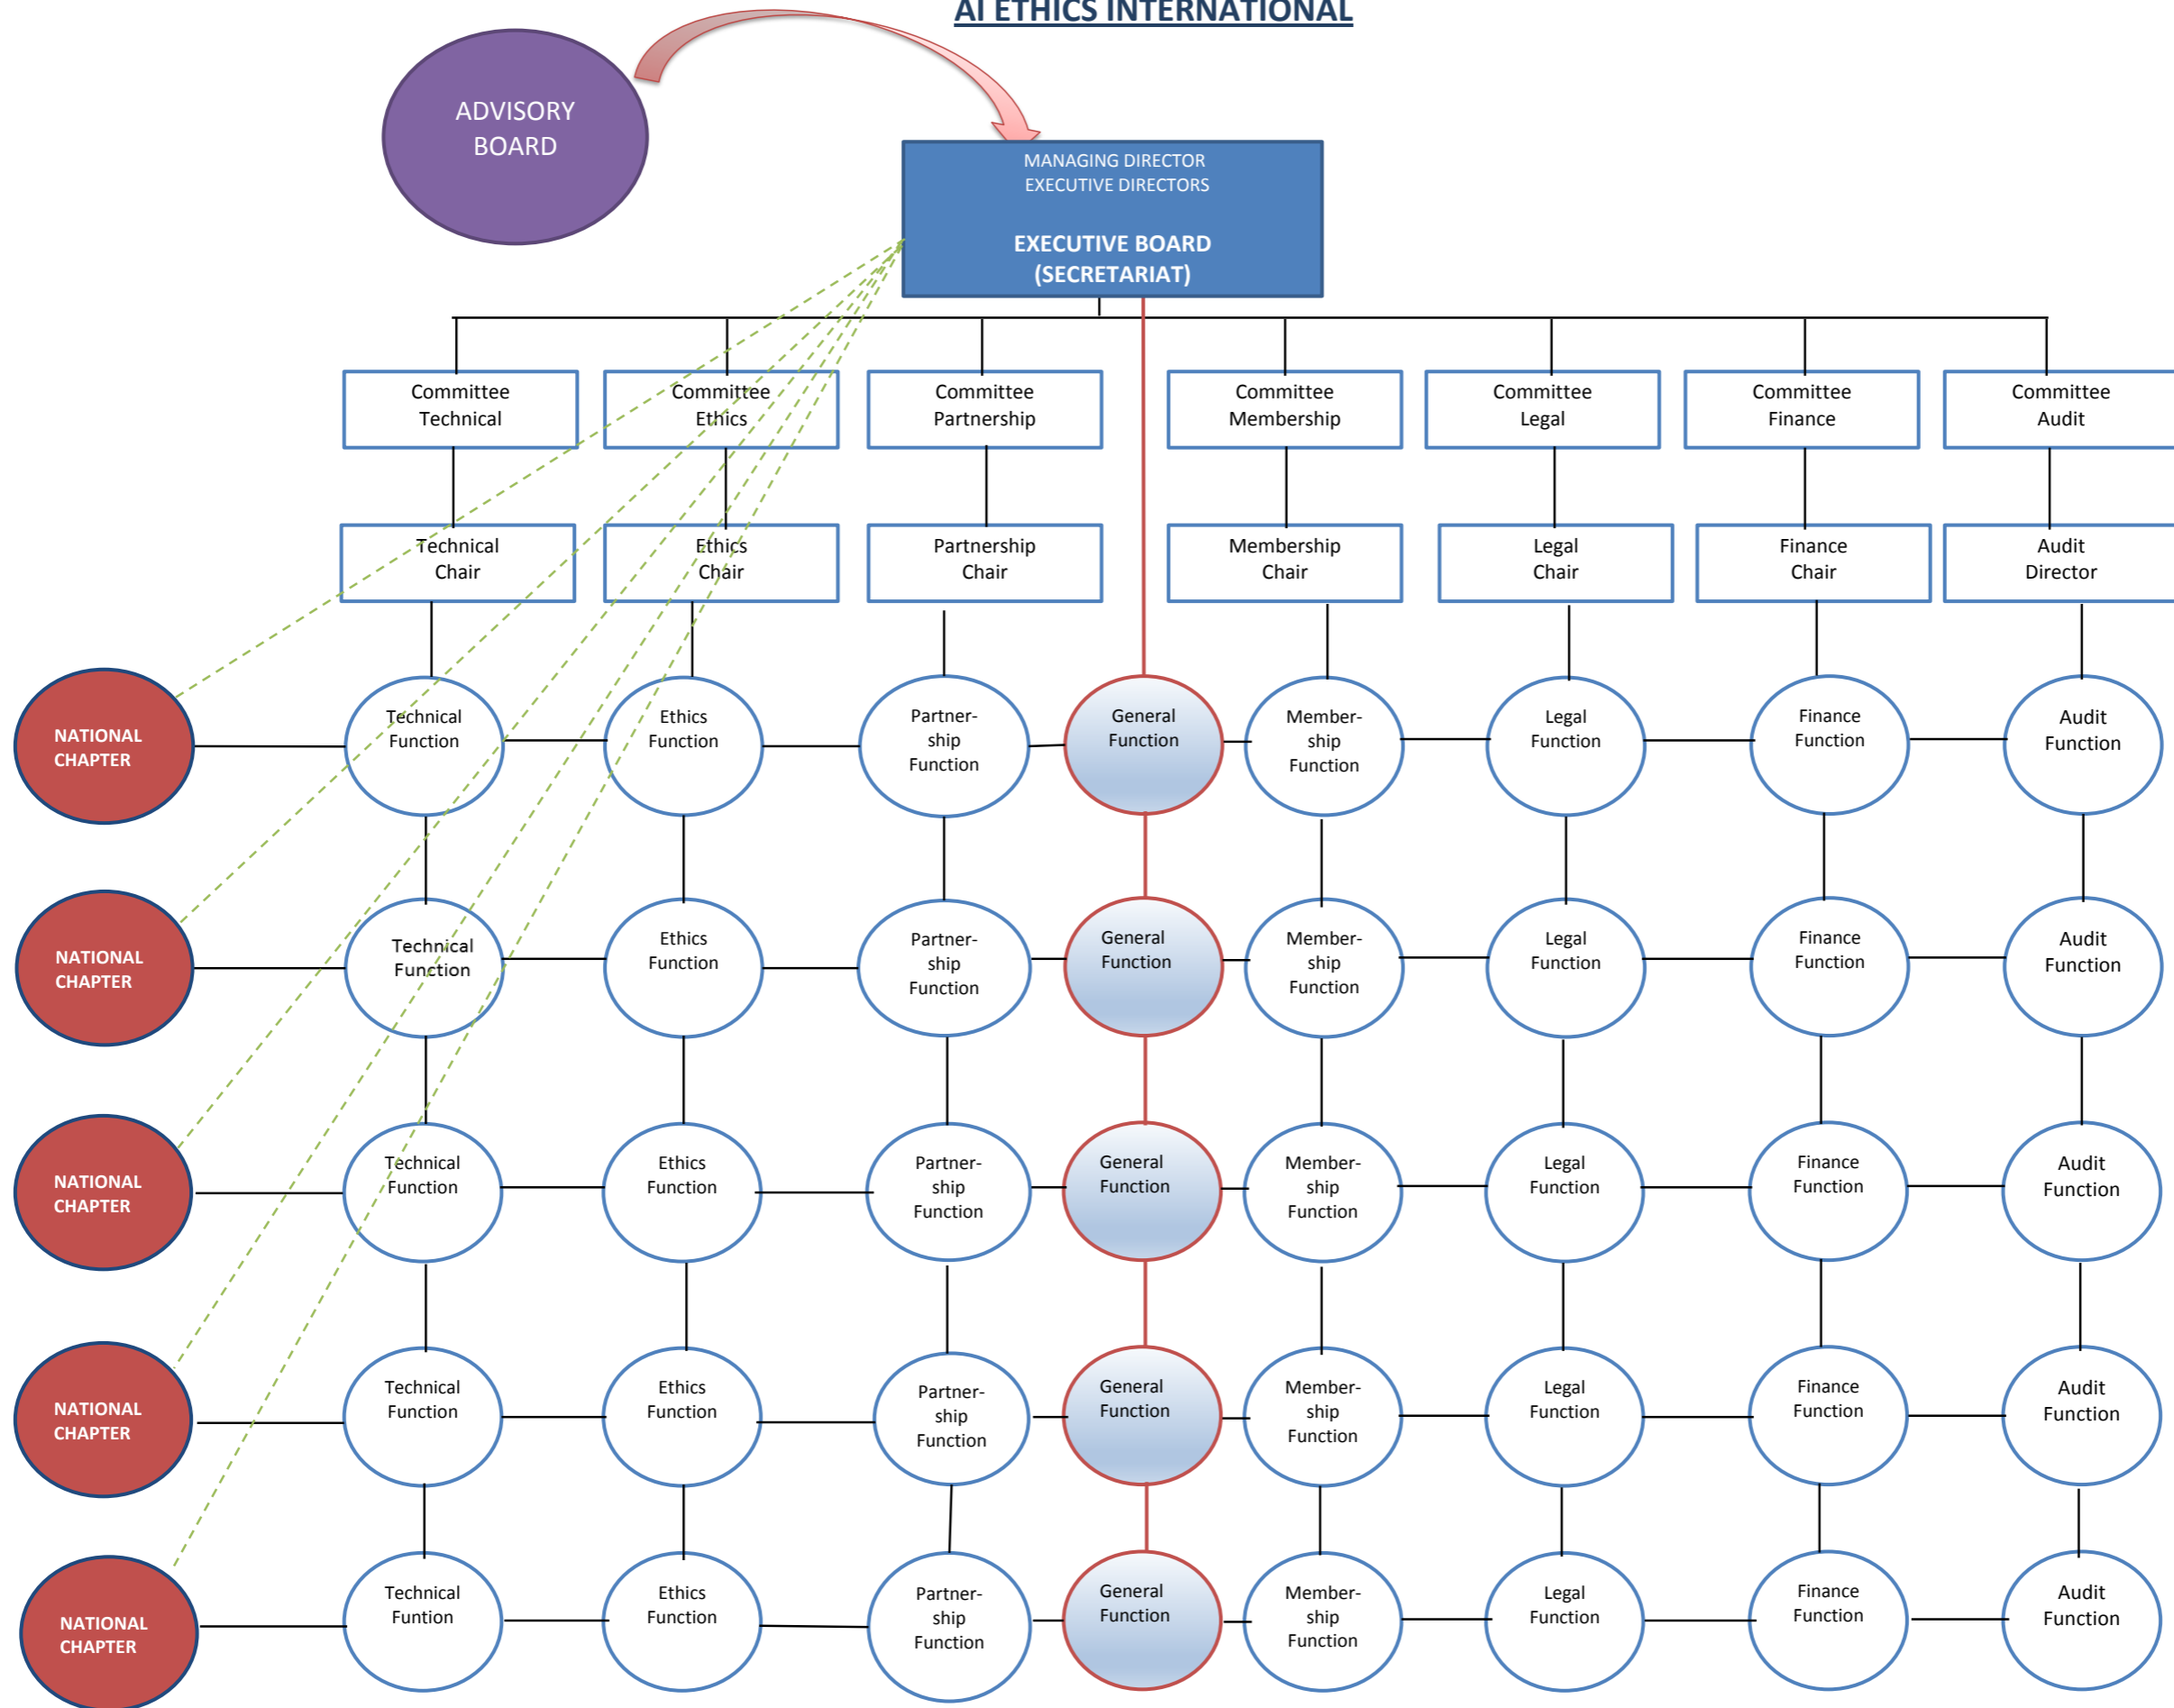 AI ETHICS INTERNATIONAL
ADVISORY
BOARD
MANAGING DIRECTOR
EXECUTIVE DIRECTORS
EXECUTIVE BOARD
(SECRETARIAT)
Committee
Technical
Committee
Ethics
Committee
Partnership
Committee
Membership
Committee
Legal
Committee
Finance
Committee
Audit
Technical
Chair
Ethics
Chair
Partnership
Chair
Membership
Chair
Legal
Chair
Finance
Chair
Audit
Director
NATIONAL
CHAPTER
Technical
Function
Ethics
Function
Partner-
ship
Function
General
Function
Member-
ship
Function
Legal
Function
Finance
Function
Audit
Function
NATIONAL
CHAPTER
Technical
Function
Ethics
Function
Partner-
ship
Function
General
Function
Member-
ship
Function
Legal
Function
Finance
Function
Audit
Function
NATIONAL
CHAPTER
Technical
Function
Ethics
Function
Partner-
ship
Function
General
Function
Member-
ship
Function
Legal
Function
Finance
Function
Audit
Function
NATIONAL
CHAPTER
Technical
Function
Ethics
Function
Partner-
ship
Function
General
Function
Member-
ship
Function
Legal
Function
Finance
Function
Audit
Function
NATIONAL
CHAPTER
Technical
Funtion
Ethics
Function
Partner-
ship
Function
General
Function
Member-
ship
Function
Legal
Function
Finance
Function
Audit
Function